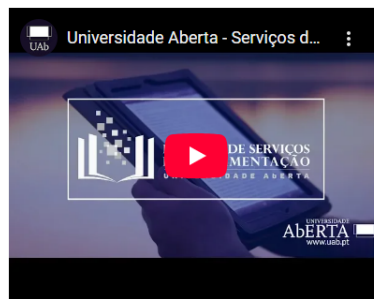 UAb
Universidade Aberta - Serviços d...
DE SERVIÇOS
MENTAÇÃO
UNIVERSIDADE ABERTA
UNIVERSIDADE
AbERTA
www.uab.pt